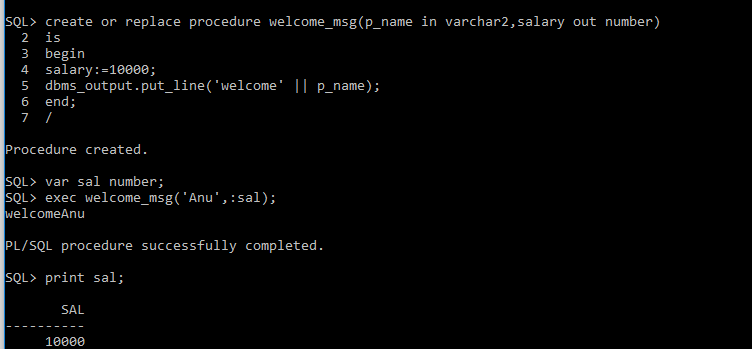 SQL> create or replace procedure welcome_msg(p_name in varchar2,salary out number)
2 is
3 begin
4 salary:=10000;
5 dbms_output.put_line('welcome' || p_name);
6 end;
7 /
Procedure created.
SQL> var sal number;
SQL> exec welcome_msg('Anu',:sal);
welcomeAnu
PL/SQL procedure successfully completed.
SQL> print sal;
SAL
----------
10000